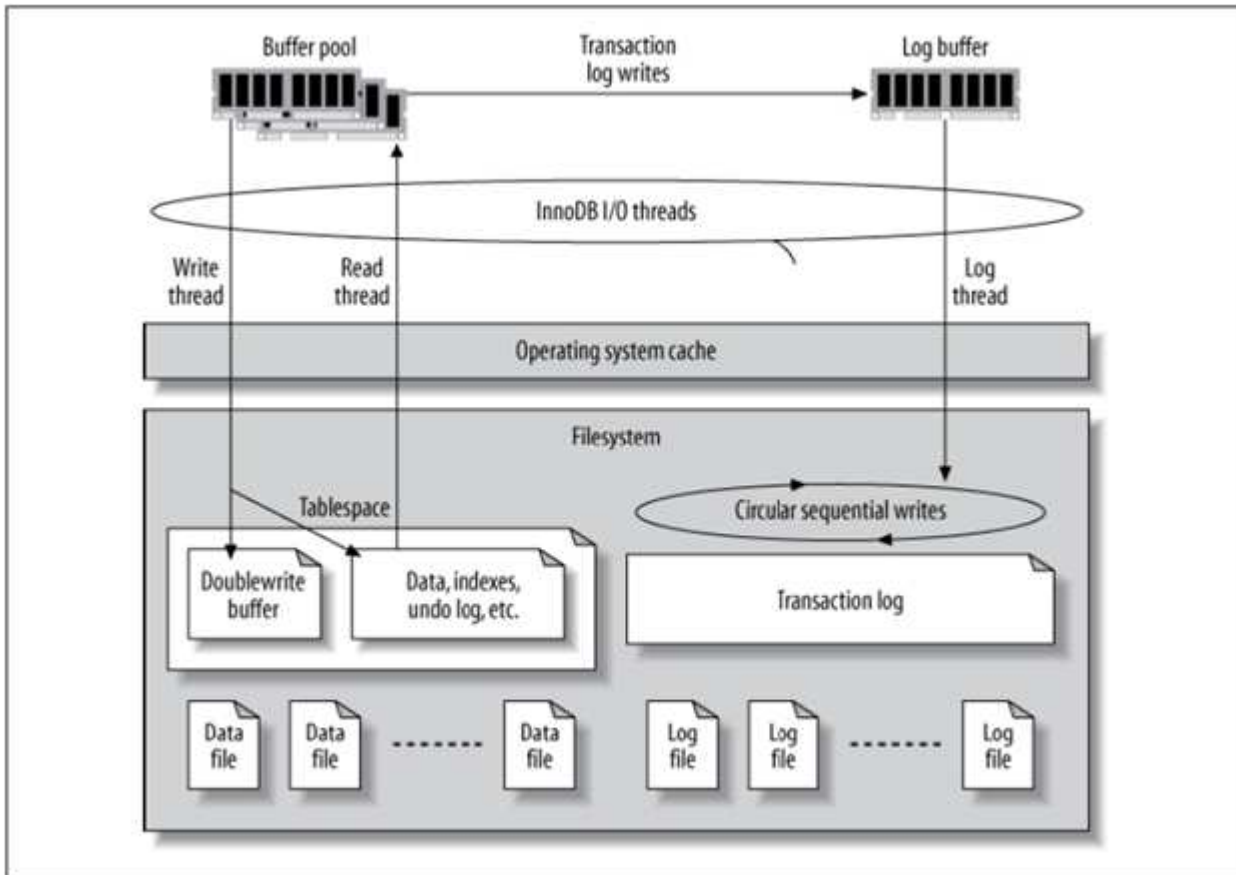 Buffer pool
Transaction
log writes
Log buffer
InnoDB I/O threads
Write
thread
Read
thread
Log
thread
Operating system cache
Filesystem
Tablespace
Circular sequential writes
Doublewrite
buffer
Data, indexes,
undo log, etc.
Transaction log
Data
file
Data
file
Data
file
Log
file
Log
file
Log
file